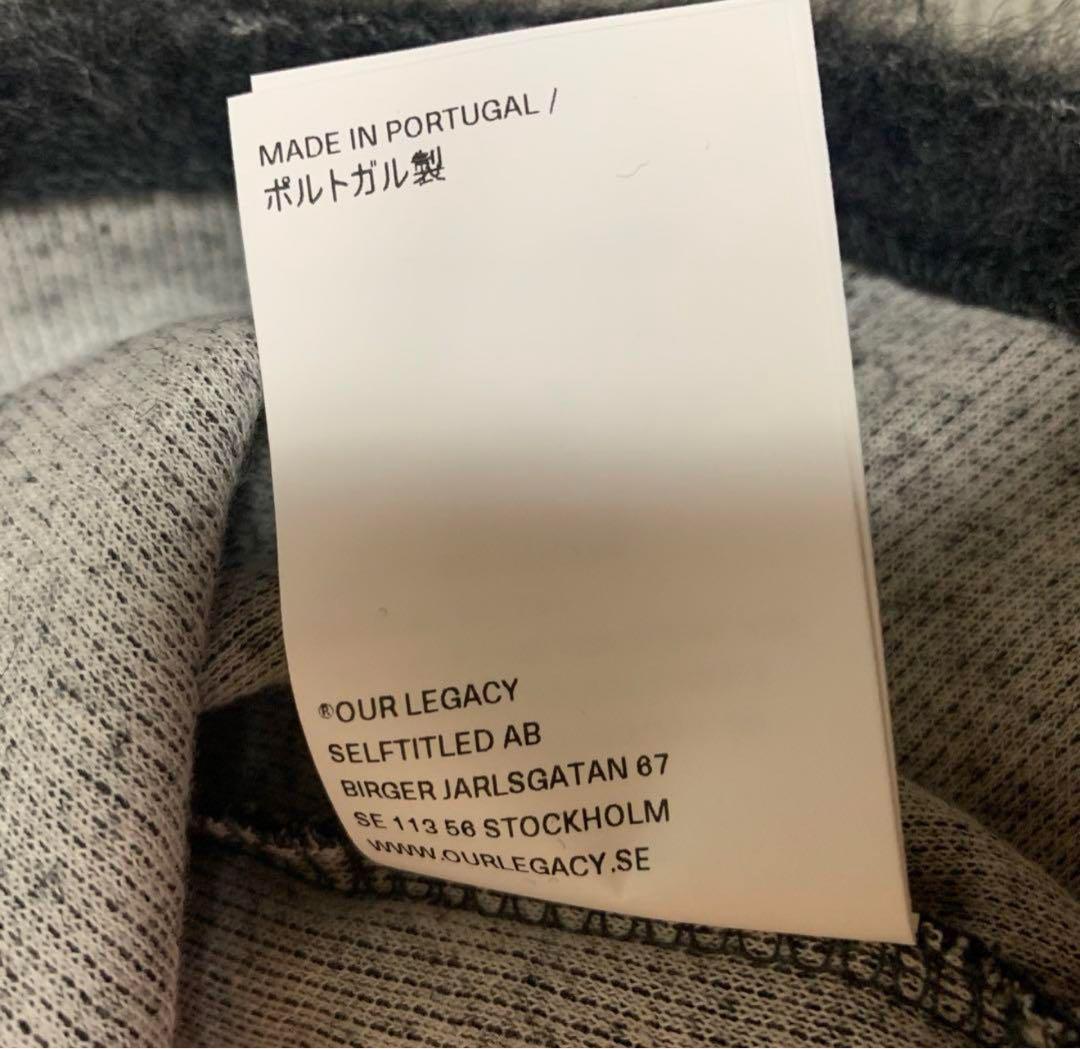 MADE IN PORTUGAL /
ポルトガル製
®OUR LEGACY
SELFTITLED AB
BIRGER JARLSGATAN 67
SE 113 56 STOCKHOLM
WWW.OURLEGACY.SE